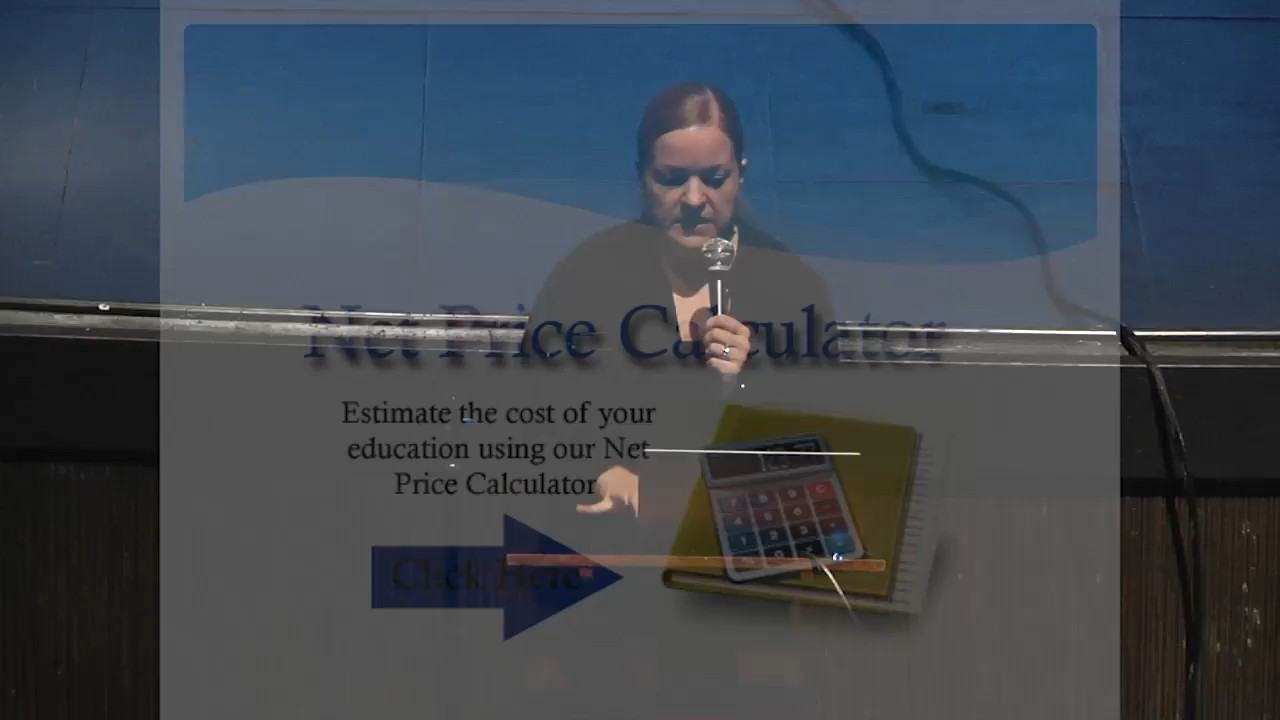 Net Price Calculator
Estimate the cost of your
education using our Net
Price Calculator
Click Here